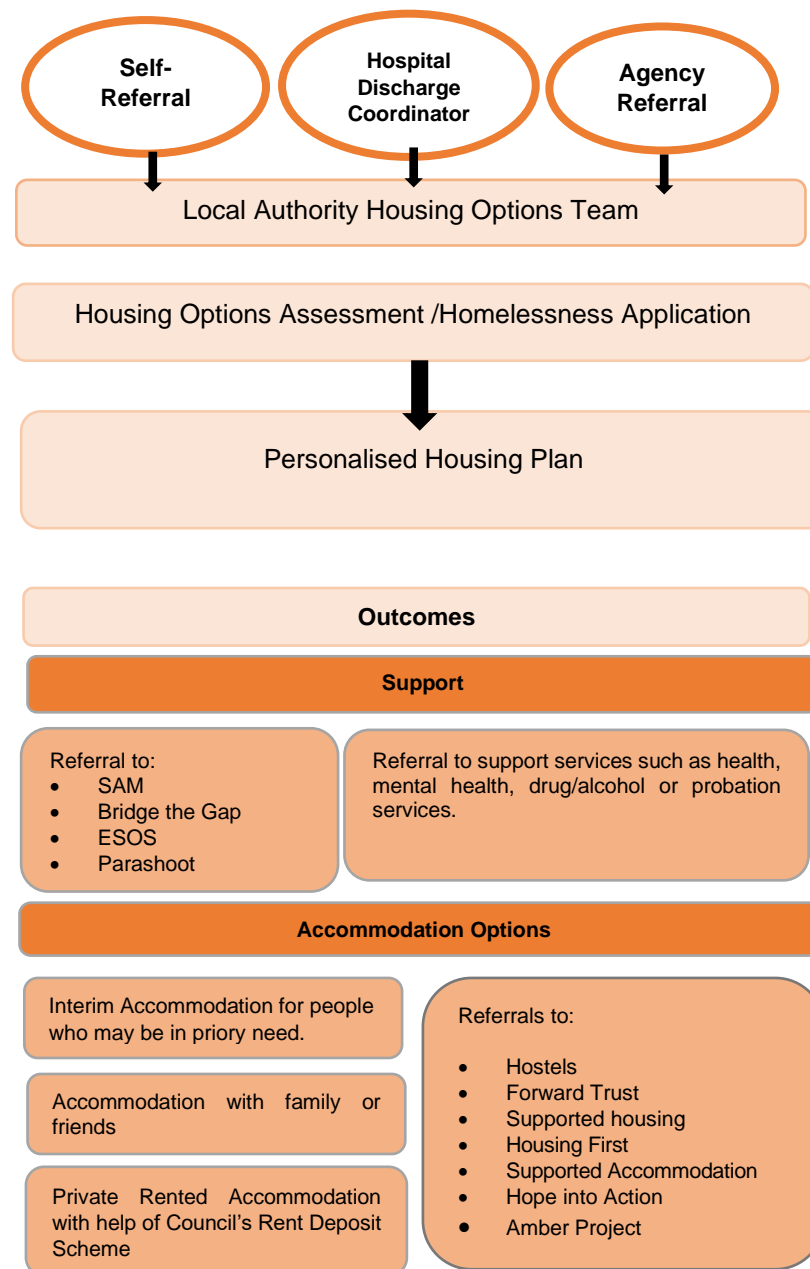 Self-
Referral
Hospital
Discharge
Coordinator
Agency
Referral
Local Authority Housing Options Team
Housing Options Assessment /Homelessness Application
Personalised Housing Plan
Outcomes
Support
Referral to:
• SAM
• Bridge the Gap
• ESOS
• Parashoot
Referral to support services such as health,
mental health, drug/alcohol or probation
services.
Accommodation Options
Interim Accommodation for people
who may be in priory need.
Accommodation with family or
friends
Private Rented Accommodation
with help of Council's Rent Deposit
Scheme
Referrals to:
• Hostels
• Forward Trust
• Supported housing
• Housing First
• Supported Accommodation
• Hope into Action
• Amber Project